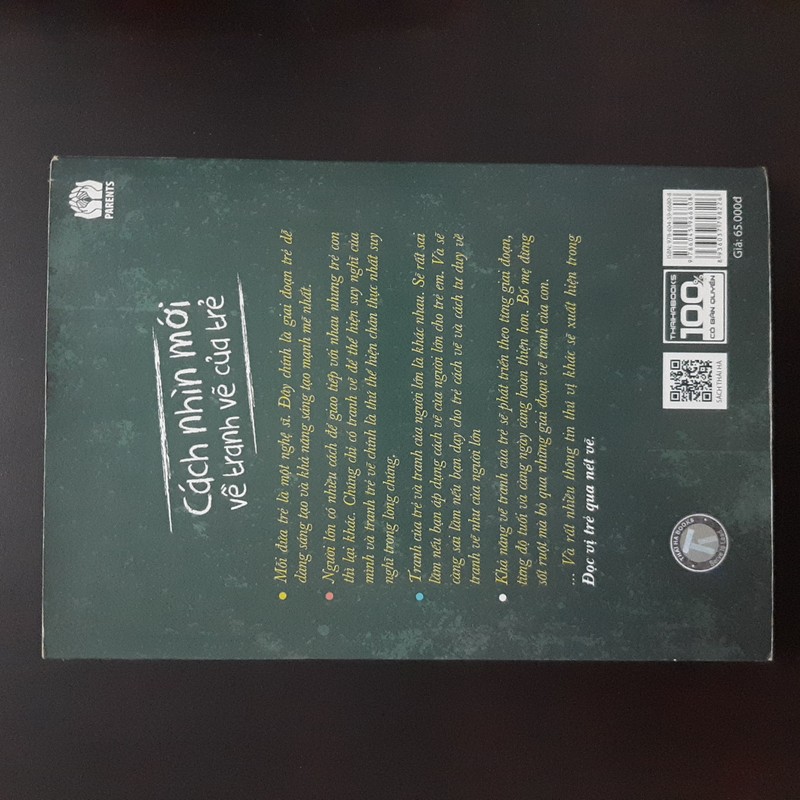 PARENTS
Cách nhìn mới
về tranh vẽ của trẻ
Mỗi đứa trẻ là một nghệ sĩ. Đây chính là giai đoạn trẻ dễ
dàng sáng tạo và khả năng sáng tạo mạnh mẽ nhất.
Người lớn có nhiều cách để giao tiếp với nhau nhưng trẻ con
thì lại khác. Chúng chỉ có tranh vẽ để thể hiện suy nghĩ của
mình và tranh trẻ vẽ chính là thứ thể hiện chân thực nhất suy
nghĩ trong lòng chúng.
Tranh của trẻ và tranh của người lớn là khác nhau. Sẽ rất sai
lầm nếu bạn áp dụng cách vẽ của người lớn cho trẻ em. Và sẽ
càng sai lầm nếu bạn dạy cho trẻ cách vẽ và cách tư duy vẽ
tranh vẽ như của người lớn
Khả năng vẽ tranh của trẻ sẽ phát triển theo từng giai đoạn,
từng độ tuổi và càng ngày càng hoàn thiện hơn. Bố mẹ đừng
sốt ruột mà bỏ qua những giai đoạn vẽ tranh của con.
... Và rất nhiều thông tin thú vị khác sẽ xuất hiện trong
Đọc vị trẻ qua nét vẽ.
THAI HA BOOKS
SÁCH THÁI HÀ
THAIHABOOKS
100%
CÓ BẢN QUYỀN
Giá: 65.000đ